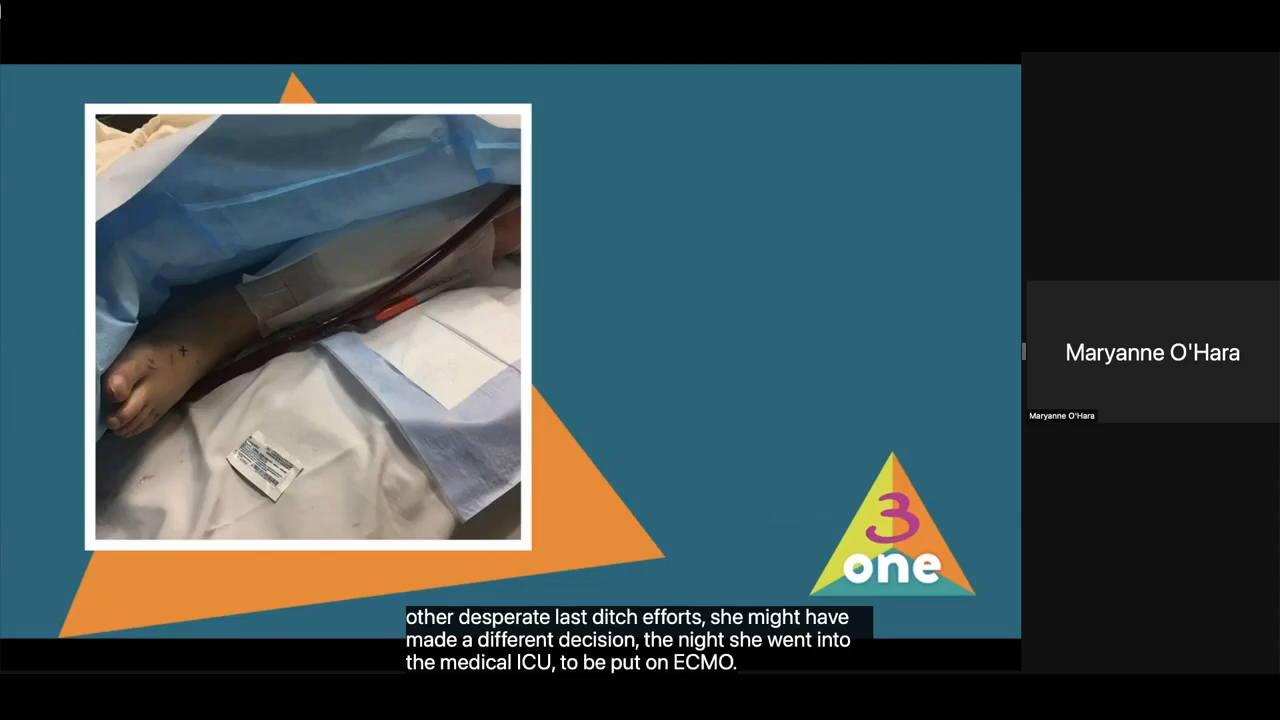 3
one
other desperate last ditch efforts, she might have
made a different decision, the night she went into
the medical ICU, to be put on ECMO.
Maryanne O'Hara
Maryanne O'Hara